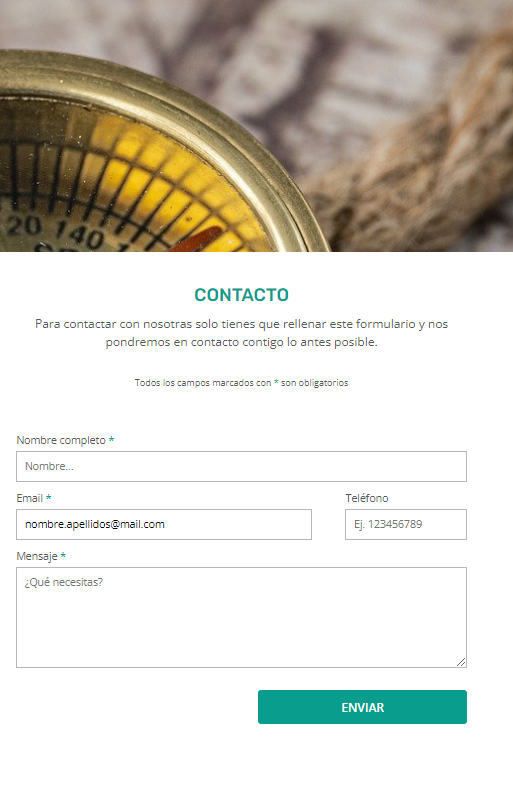 20 140 1
CONTACTO
Para contactar con nosotras solo tienes que rellenar este formulario y nos
pondremos en contacto contigo lo antes posible.
Todos los campos marcados con * son obligatorios
Nombre completo *
Nombre...
Email *
Teléfono
nombre.apellidos@mail.com
Ej. 123456789
Mensaje *
¿Qué necesitas?
ENVIAR